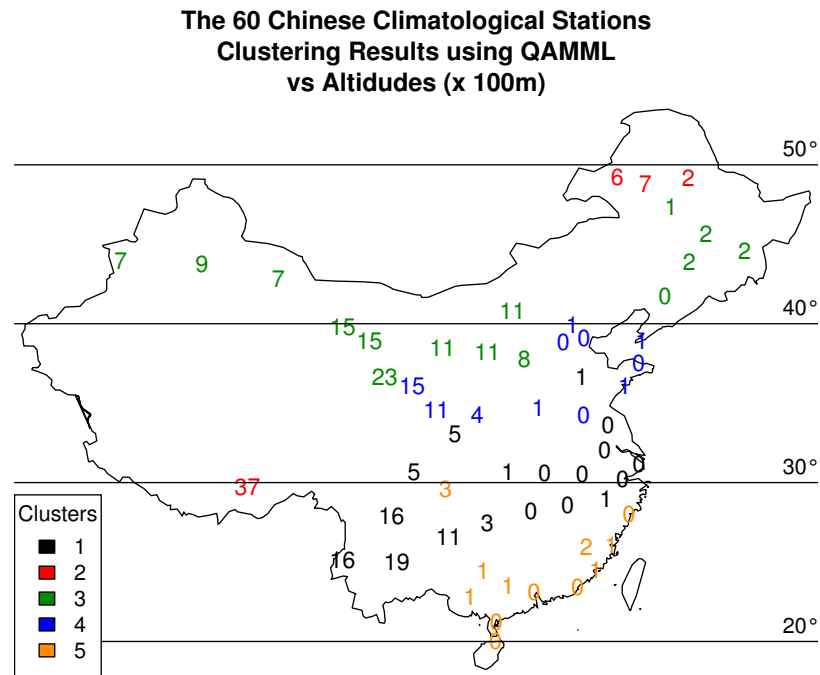 The 60 Chinese Climatological Stations
Clustering Results using QAMML
vs Altidudes (x 100m)
50°
6 7 2
1
2
7 9 7 2 2
0
11
40°
15 1
15 11 11 8 0 0 1
0
23 15 1 1
11 4 1 0
5 0
0
5 1 0 0 0
30°
37 3 0
1
16 3 0 0 0
11 2 1
16 19
1 1
1 1 0 0
0
20°
0
Clusters
1
2
3
4
5